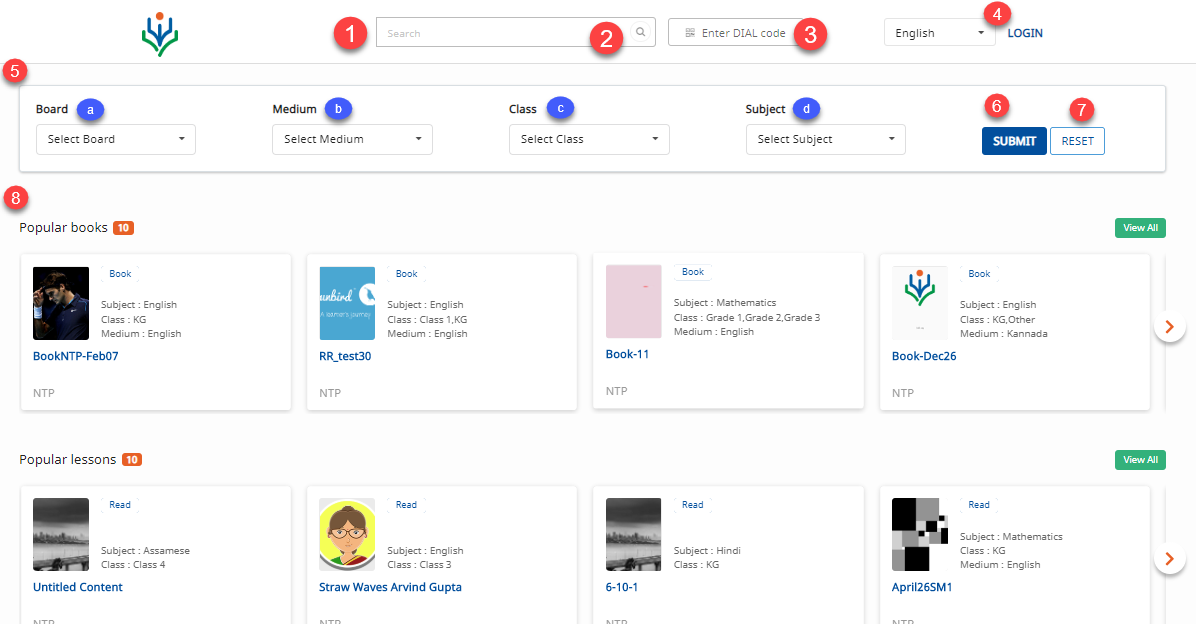 1 Search 2 Enter DIAL code 3 English 4 LOGIN
5
Board a Medium b Class c Subject d 6 7
Select Board Select Medium Select Class Select Subject SUBMIT RESET
8
Popular books 10 View All
Book Book Book Book
unbird
A learner's journey
Subject : English Subject : English Subject : Mathematics Subject : English
Class : KG Class : Class 1,KG Class : Grade 1,Grade 2,Grade 3 Class : KG,Other
Medium : English Medium : English Medium : English Medium : Kannada
BookNTP-Feb07 RR_test30 Book-11 Book-Dec26
NTP NTP NTP NTP
Popular lessons 10 View All
Read Read Read Read
Subject : Assamese Subject : English Subject : Hindi Subject : Mathematics
Class : Class 4 Class : Class 3 Class : KG Class : KG
Medium : English
Untitled Content Straw Waves Arvind Gupta 6-10-1 April26SM1
NTP NTP NTP NTP